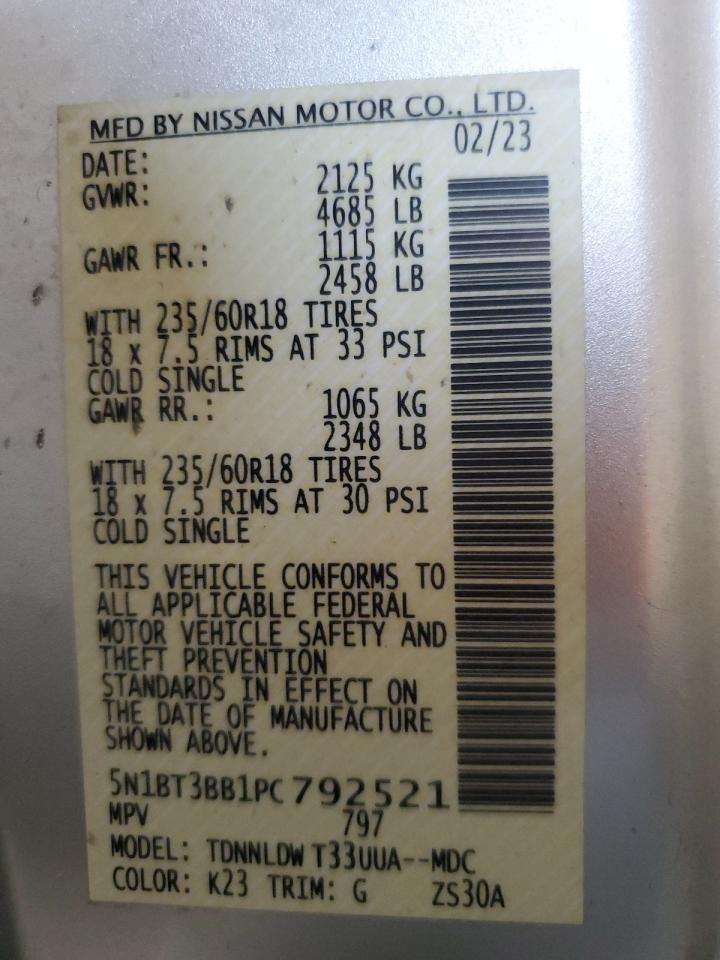 MFD BY NISSAN MOTOR CO., LTD.
DATE: 02/23
GVWR: 2125 KG
4685 LB
GAWR FR.: 1115 KG
2458 LB
WITH 235/60R18 TIRES
18 x 7.5 RIMS AT 33 PSI
COLD SINGLE
GAWR RR.: 1065 KG
2348 LB
WITH 235/60R18 TIRES
18 x 7.5 RIMS AT 30 PSI
COLD SINGLE
THIS VEHICLE CONFORMS TO
ALL APPLICABLE FEDERAL
MOTOR VEHICLE SAFETY AND
THEFT PREVENTION
STANDARDS IN EFFECT ON
THE DATE OF MANUFACTURE
SHOWN ABOVE.
5N1BT3BB1PC792521
MPV 797
MODEL: TDNNLDW T33UUA--MDC
COLOR: K23 TRIM: G ZS30A